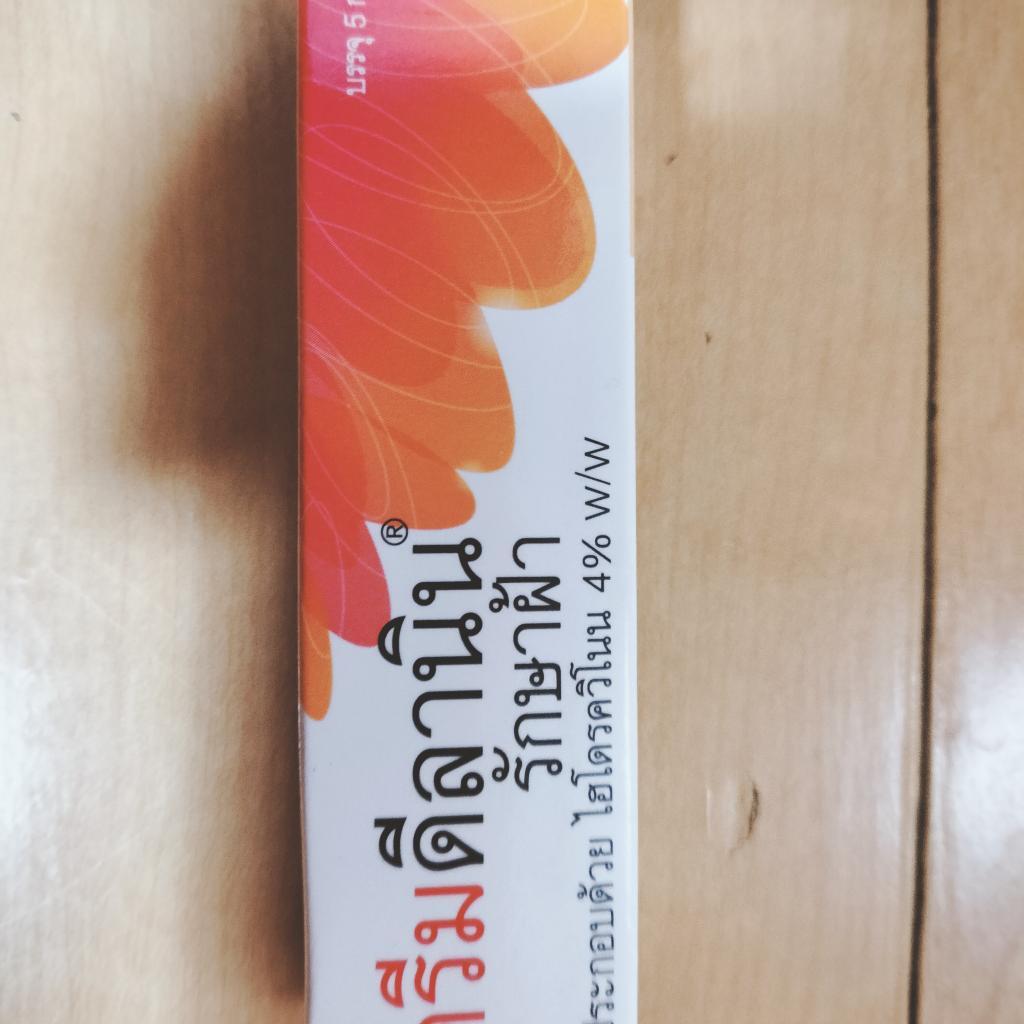 ครีมดีลานีน®
รักษาฝ้า
ประกอบด้วย ไฮโดรควิโนน 4% w/w
บรรจุ 5